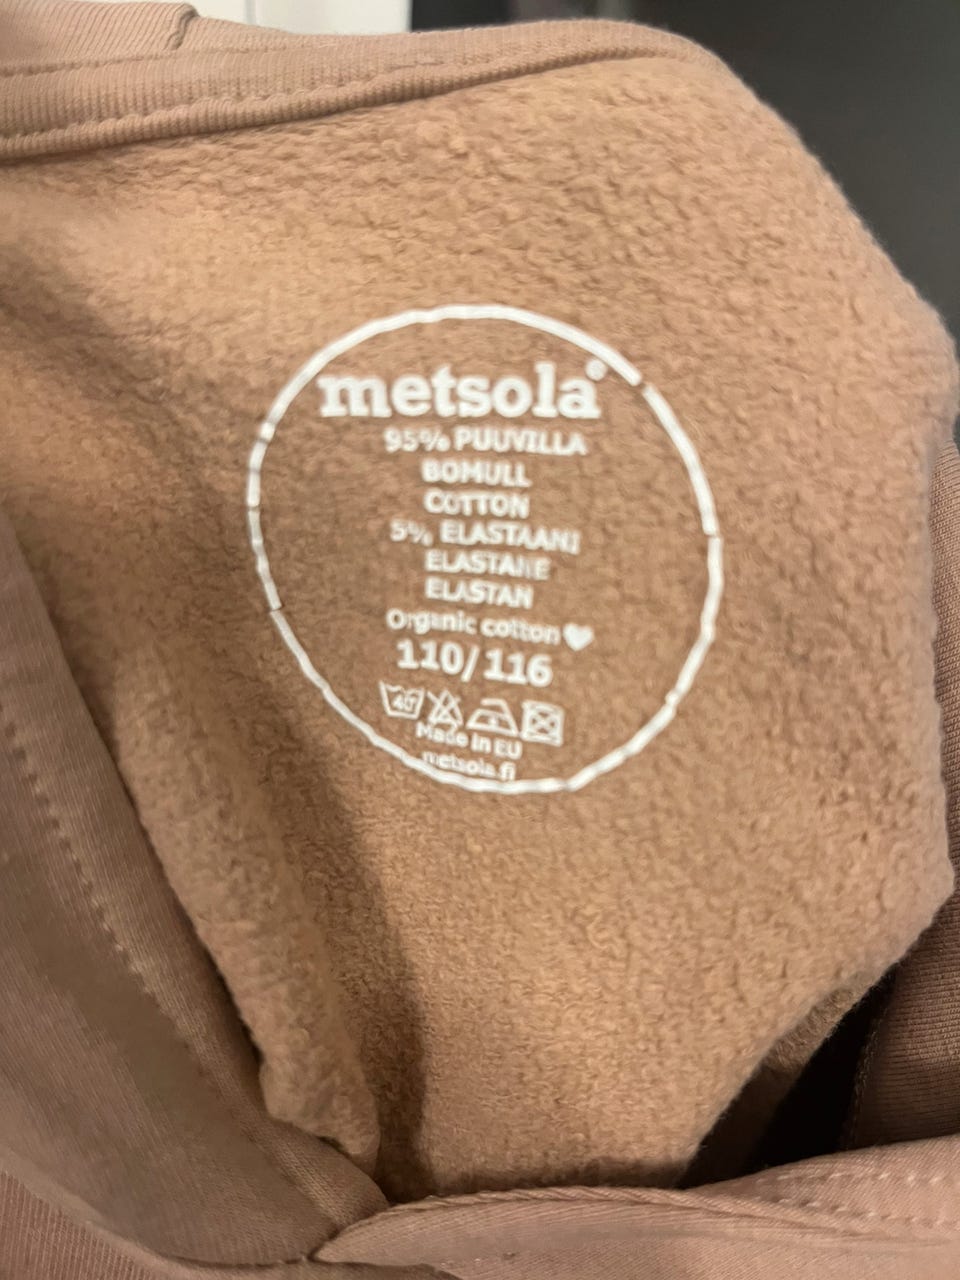 metsola®
95% PUUVILLA
BOMULL
COTTON
5% ELASTAANI
ELASTANE
ELASTAN
Organic cotton
110/116
40
Made in EU
metsola.fi